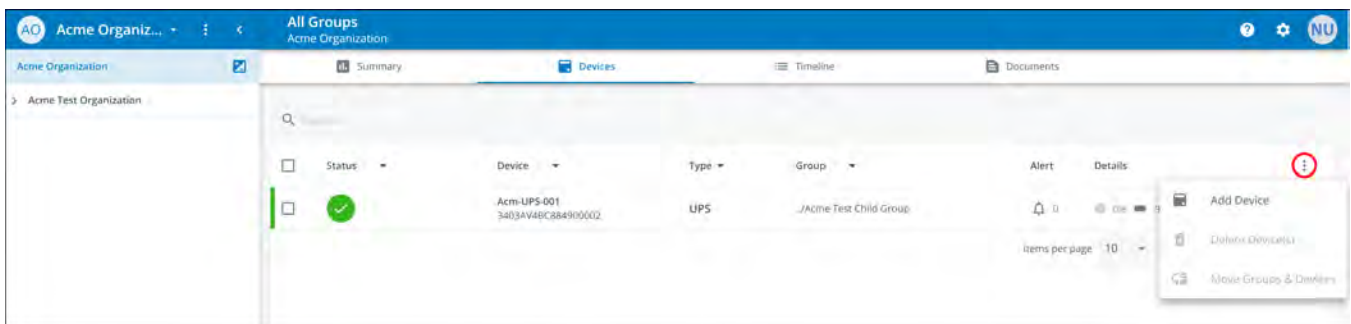 AO Acme Organiz...
All Groups
Acme Organization
NU
Acme Organization
Summary
Devices
Timeline
Documents
Acme Test Organization
Status
Device
Type
Group
Alert
Details
Acm-UPS-001
3403AV4BC884900002
UPS
../Acme Test Child Group
0
Items per page 10
Add Device
Delete Device(s)
Move Groups & Devices